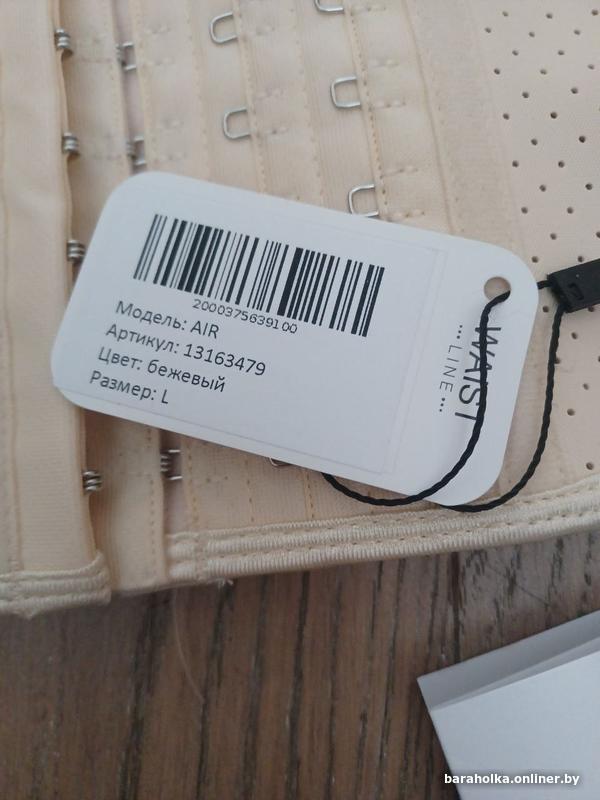 2000375639100
Модель: AIR
Артикул: 13163479
Цвет: бежевый
Размер: L
WAIST
... LINE ...
baraholka.onliner.by